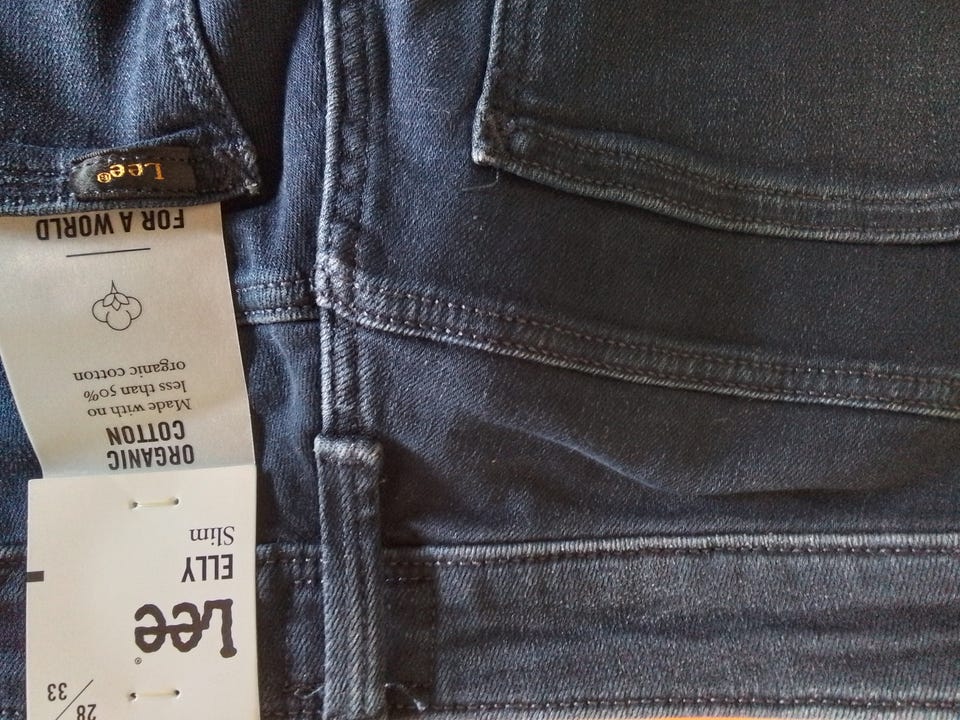 28/33
Lee®
ELLY
Slim
ORGANIC
COTTON
Made with no
less than 50%
organic cotton
FOR A WORLD
Lee®